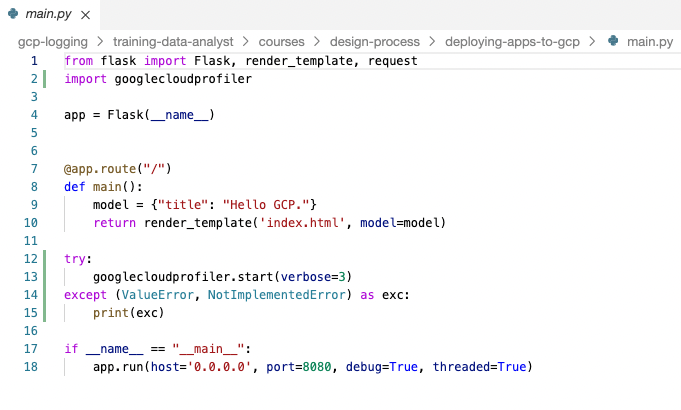 main.py ×
gcp-logging > training-data-analyst > courses > design-process > deploying-apps-to-gcp > main.py
1 from flask import Flask, render_template, request
2 import googlecloudprofiler
3
4 app = Flask(__name__)
5
6
7 @app.route("/")
8 def main():
9     model = {"title": "Hello GCP."}
10     return render_template('index.html', model=model)
11
12 try:
13     googlecloudprofiler.start(verbose=3)
14 except (ValueError, NotImplementedError) as exc:
15     print(exc)
16
17 if __name__ == "__main__":
18     app.run(host='0.0.0.0', port=8080, debug=True, threaded=True)